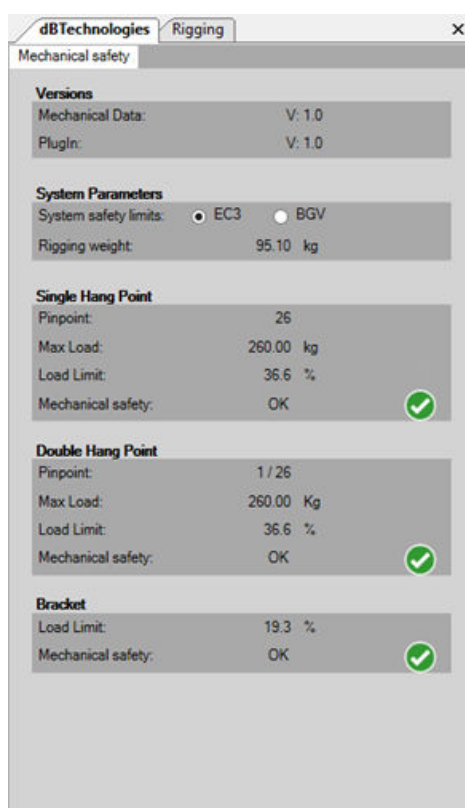 dBTechnologies Rigging
Mechanical safety
Versions
Mechanical Data: V: 1.0
PlugIn: V: 1.0
System Parameters
System safety limits: EC3 BGV
Rigging weight: 95.10 kg
Single Hang Point
Pinpoint: 26
Max Load: 260.00 kg
Load Limit: 36.6 %
Mechanical safety: OK
Double Hang Point
Pinpoint: 1 / 26
Max Load: 260.00 Kg
Load Limit: 36.6 %
Mechanical safety: OK
Bracket
Load Limit: 19.3 %
Mechanical safety: OK